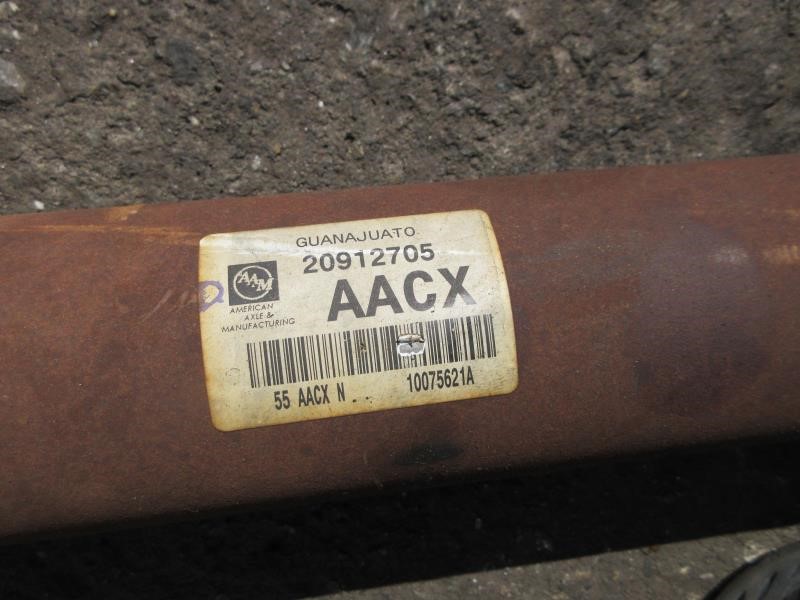 GUANAJUATO
20912705
AACX
AAM
AMERICAN
AXLE &
MANUFACTURING
55 AACX N . . 10075621A